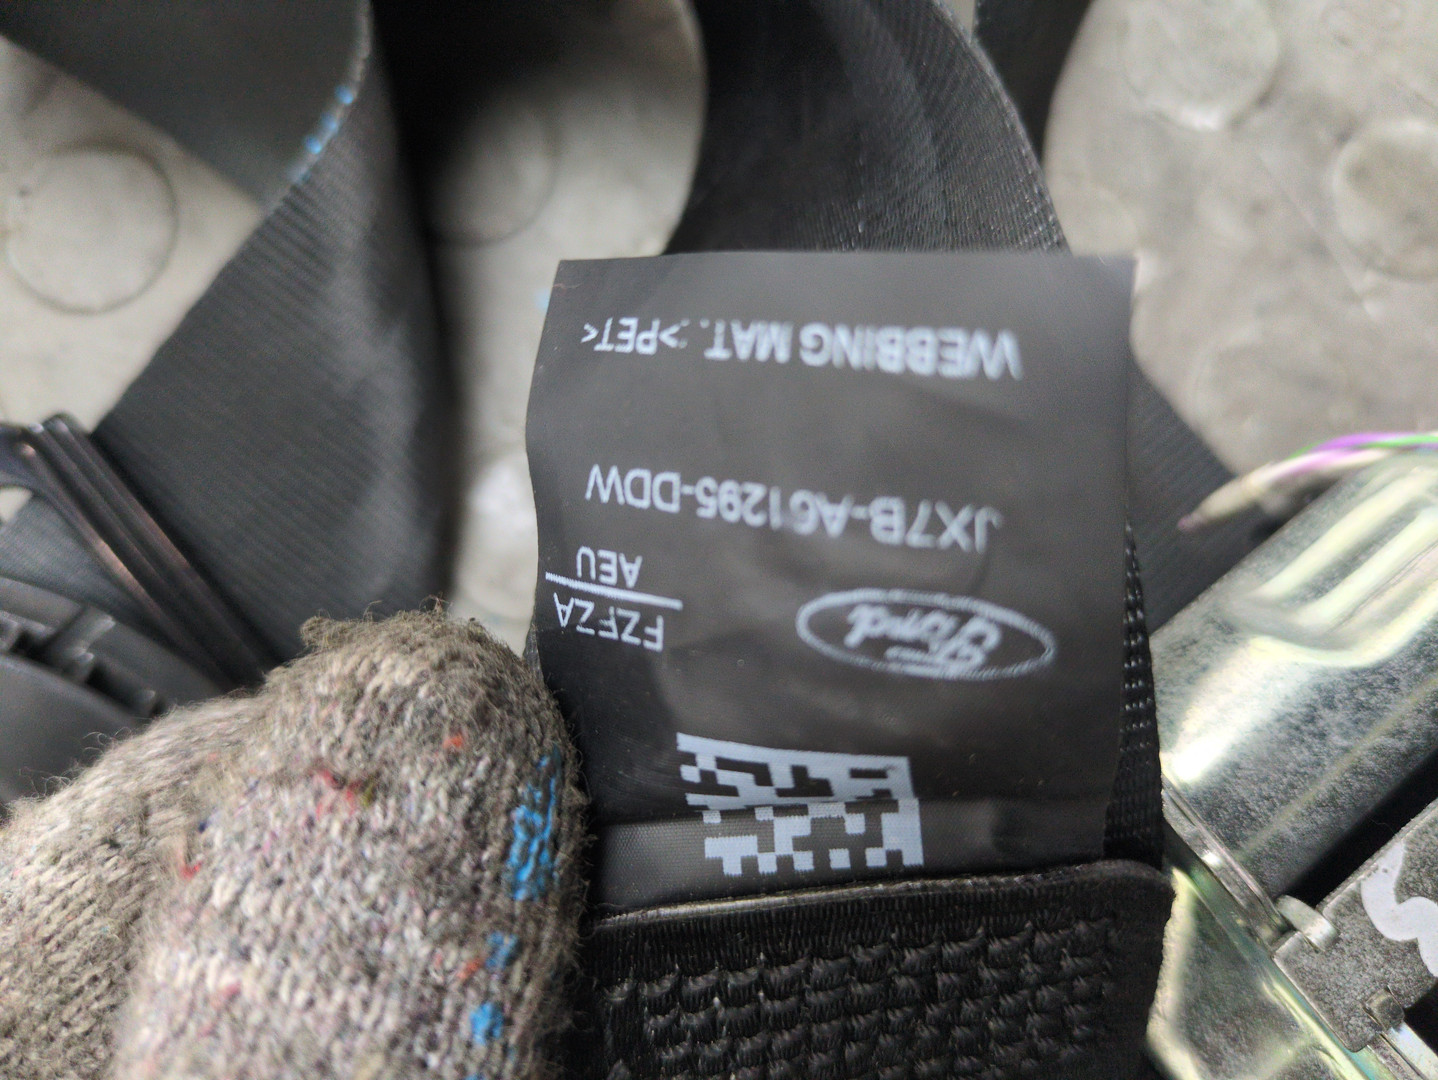 Ford
FZFZA
AEU
JX7B-A61295-DDW
WEBBING MAT. >PET<